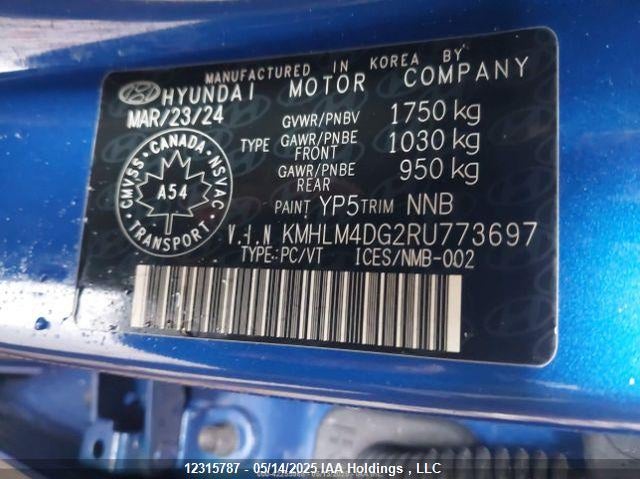 MANUFACTURED IN KOREA BY
HYUNDAI MOTOR COMPANY
MAR/23/24
GVWR/PNBV 1750 kg
TYPE GAWR/PNBE FRONT 1030 kg
GAWR/PNBE REAR 950 kg
CMVSS • CANADA • NSVAC
A54
TRANSPORT
PAINT YP5 TRIM NNB
V.I.N KMHLM4DG2RU773697
TYPE:PC/VT ICES/NMB-002
12315787 - 05/14/2025 IAA Holdings , LLC